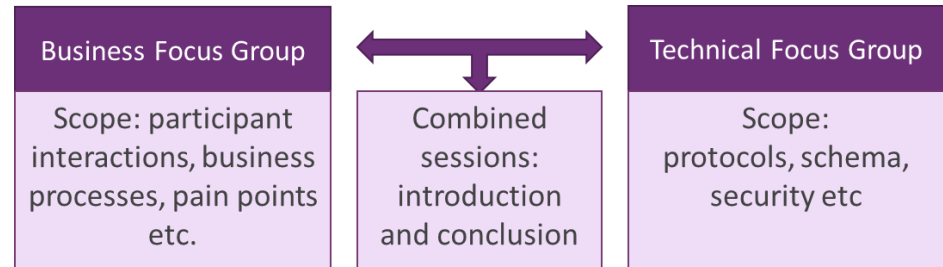 Business Focus Group
Scope: participant
interactions, business
processes, pain points
etc.
Combined
sessions:
introduction
and conclusion
Technical Focus Group
Scope:
protocols, schema,
security etc